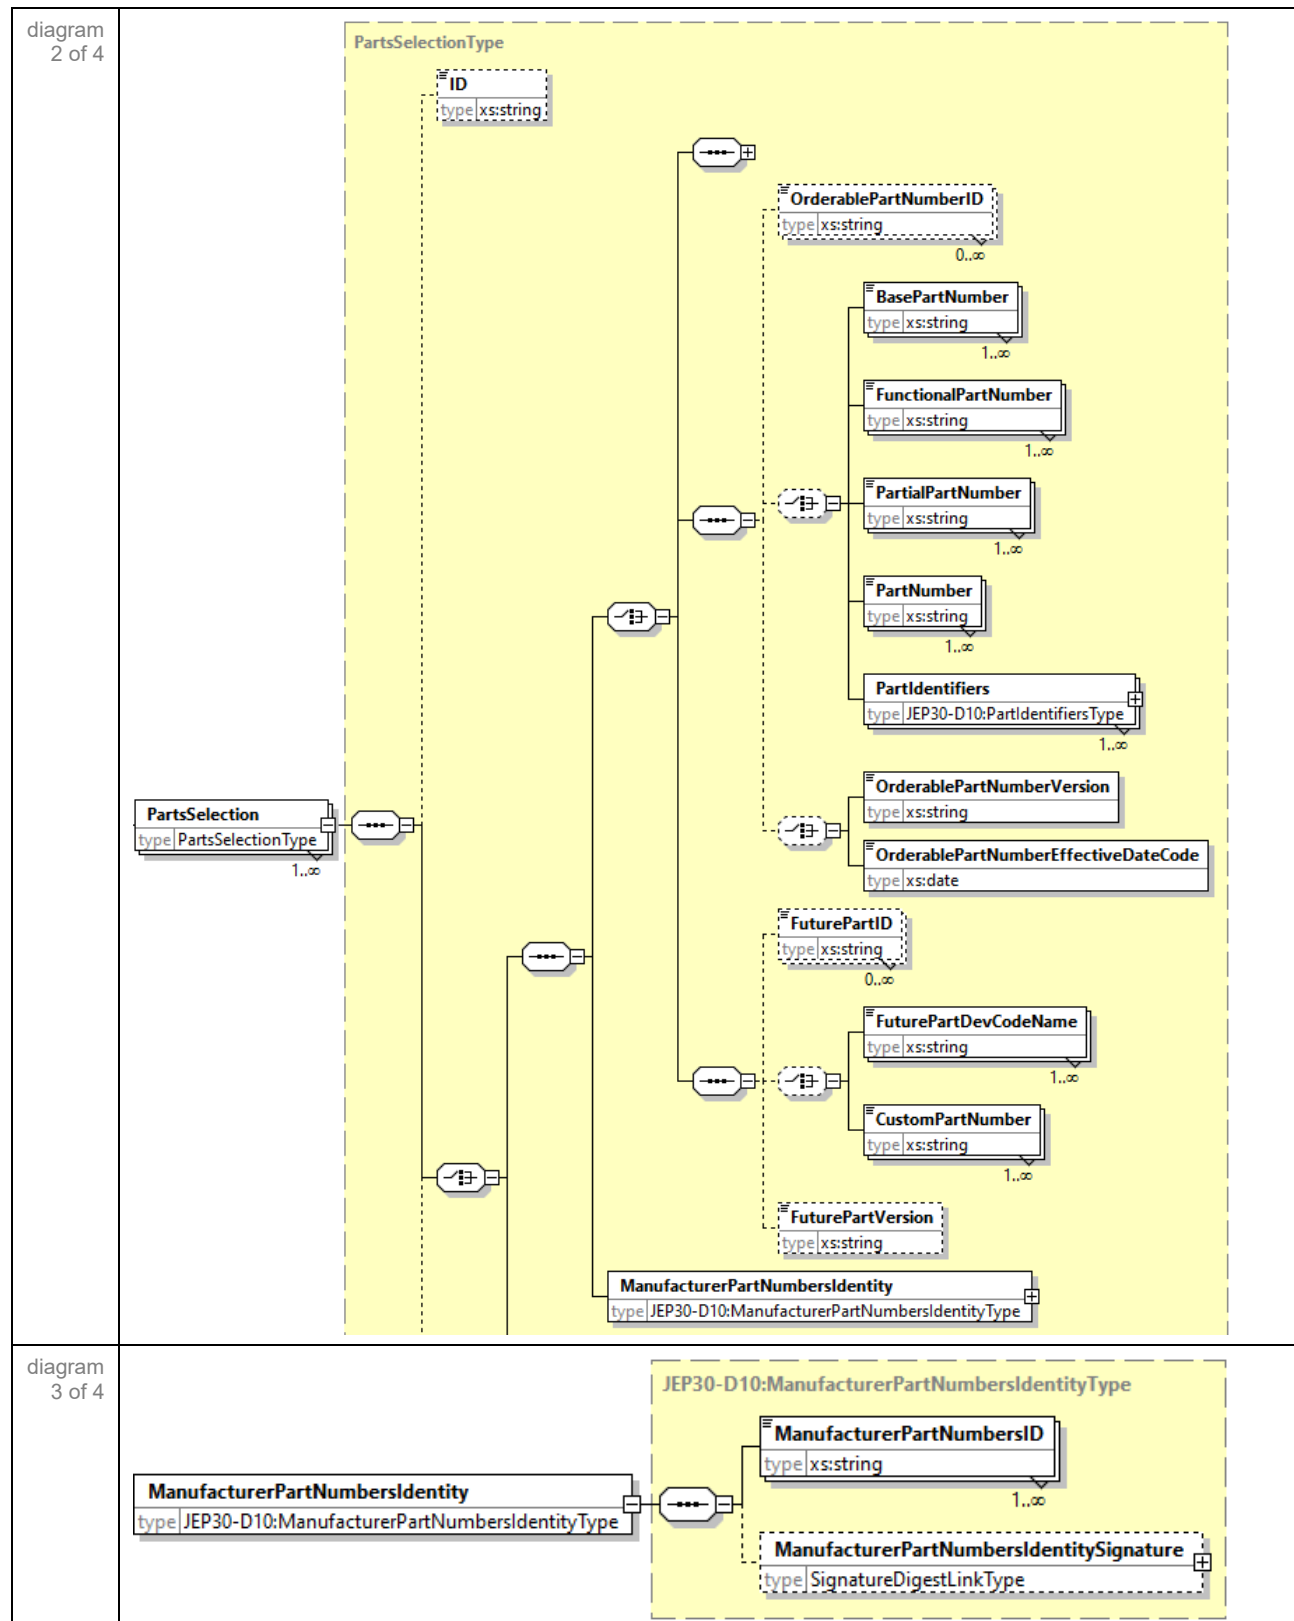 diagram
2 of 4
PartsSelectionType
ID
type xs:string
OrderablePartNumberID
type xs:string
0..∞
BasePartNumber
type xs:string
1..∞
FunctionalPartNumber
type xs:string
1..∞
PartialPartNumber
type xs:string
1..∞
PartNumber
type xs:string
1..∞
PartIdentifiers
type JEP30-D10:PartIdentifiersType
1..∞
OrderablePartNumberVersion
type xs:string
OrderablePartNumberEffectiveDateCode
type xs:date
PartsSelection
type PartsSelectionType
1..∞
FuturePartID
type xs:string
0..∞
FuturePartDevCodeName
type xs:string
1..∞
CustomPartNumber
type xs:string
1..∞
FuturePartVersion
type xs:string
ManufacturerPartNumbersIdentity
type JEP30-D10:ManufacturerPartNumbersIdentityType
diagram
3 of 4
JEP30-D10:ManufacturerPartNumbersIdentityType
ManufacturerPartNumbersID
type xs:string
1..∞
ManufacturerPartNumbersIdentity
type JEP30-D10:ManufacturerPartNumbersIdentityType
ManufacturerPartNumbersIdentitySignature
type SignatureDigestLinkType